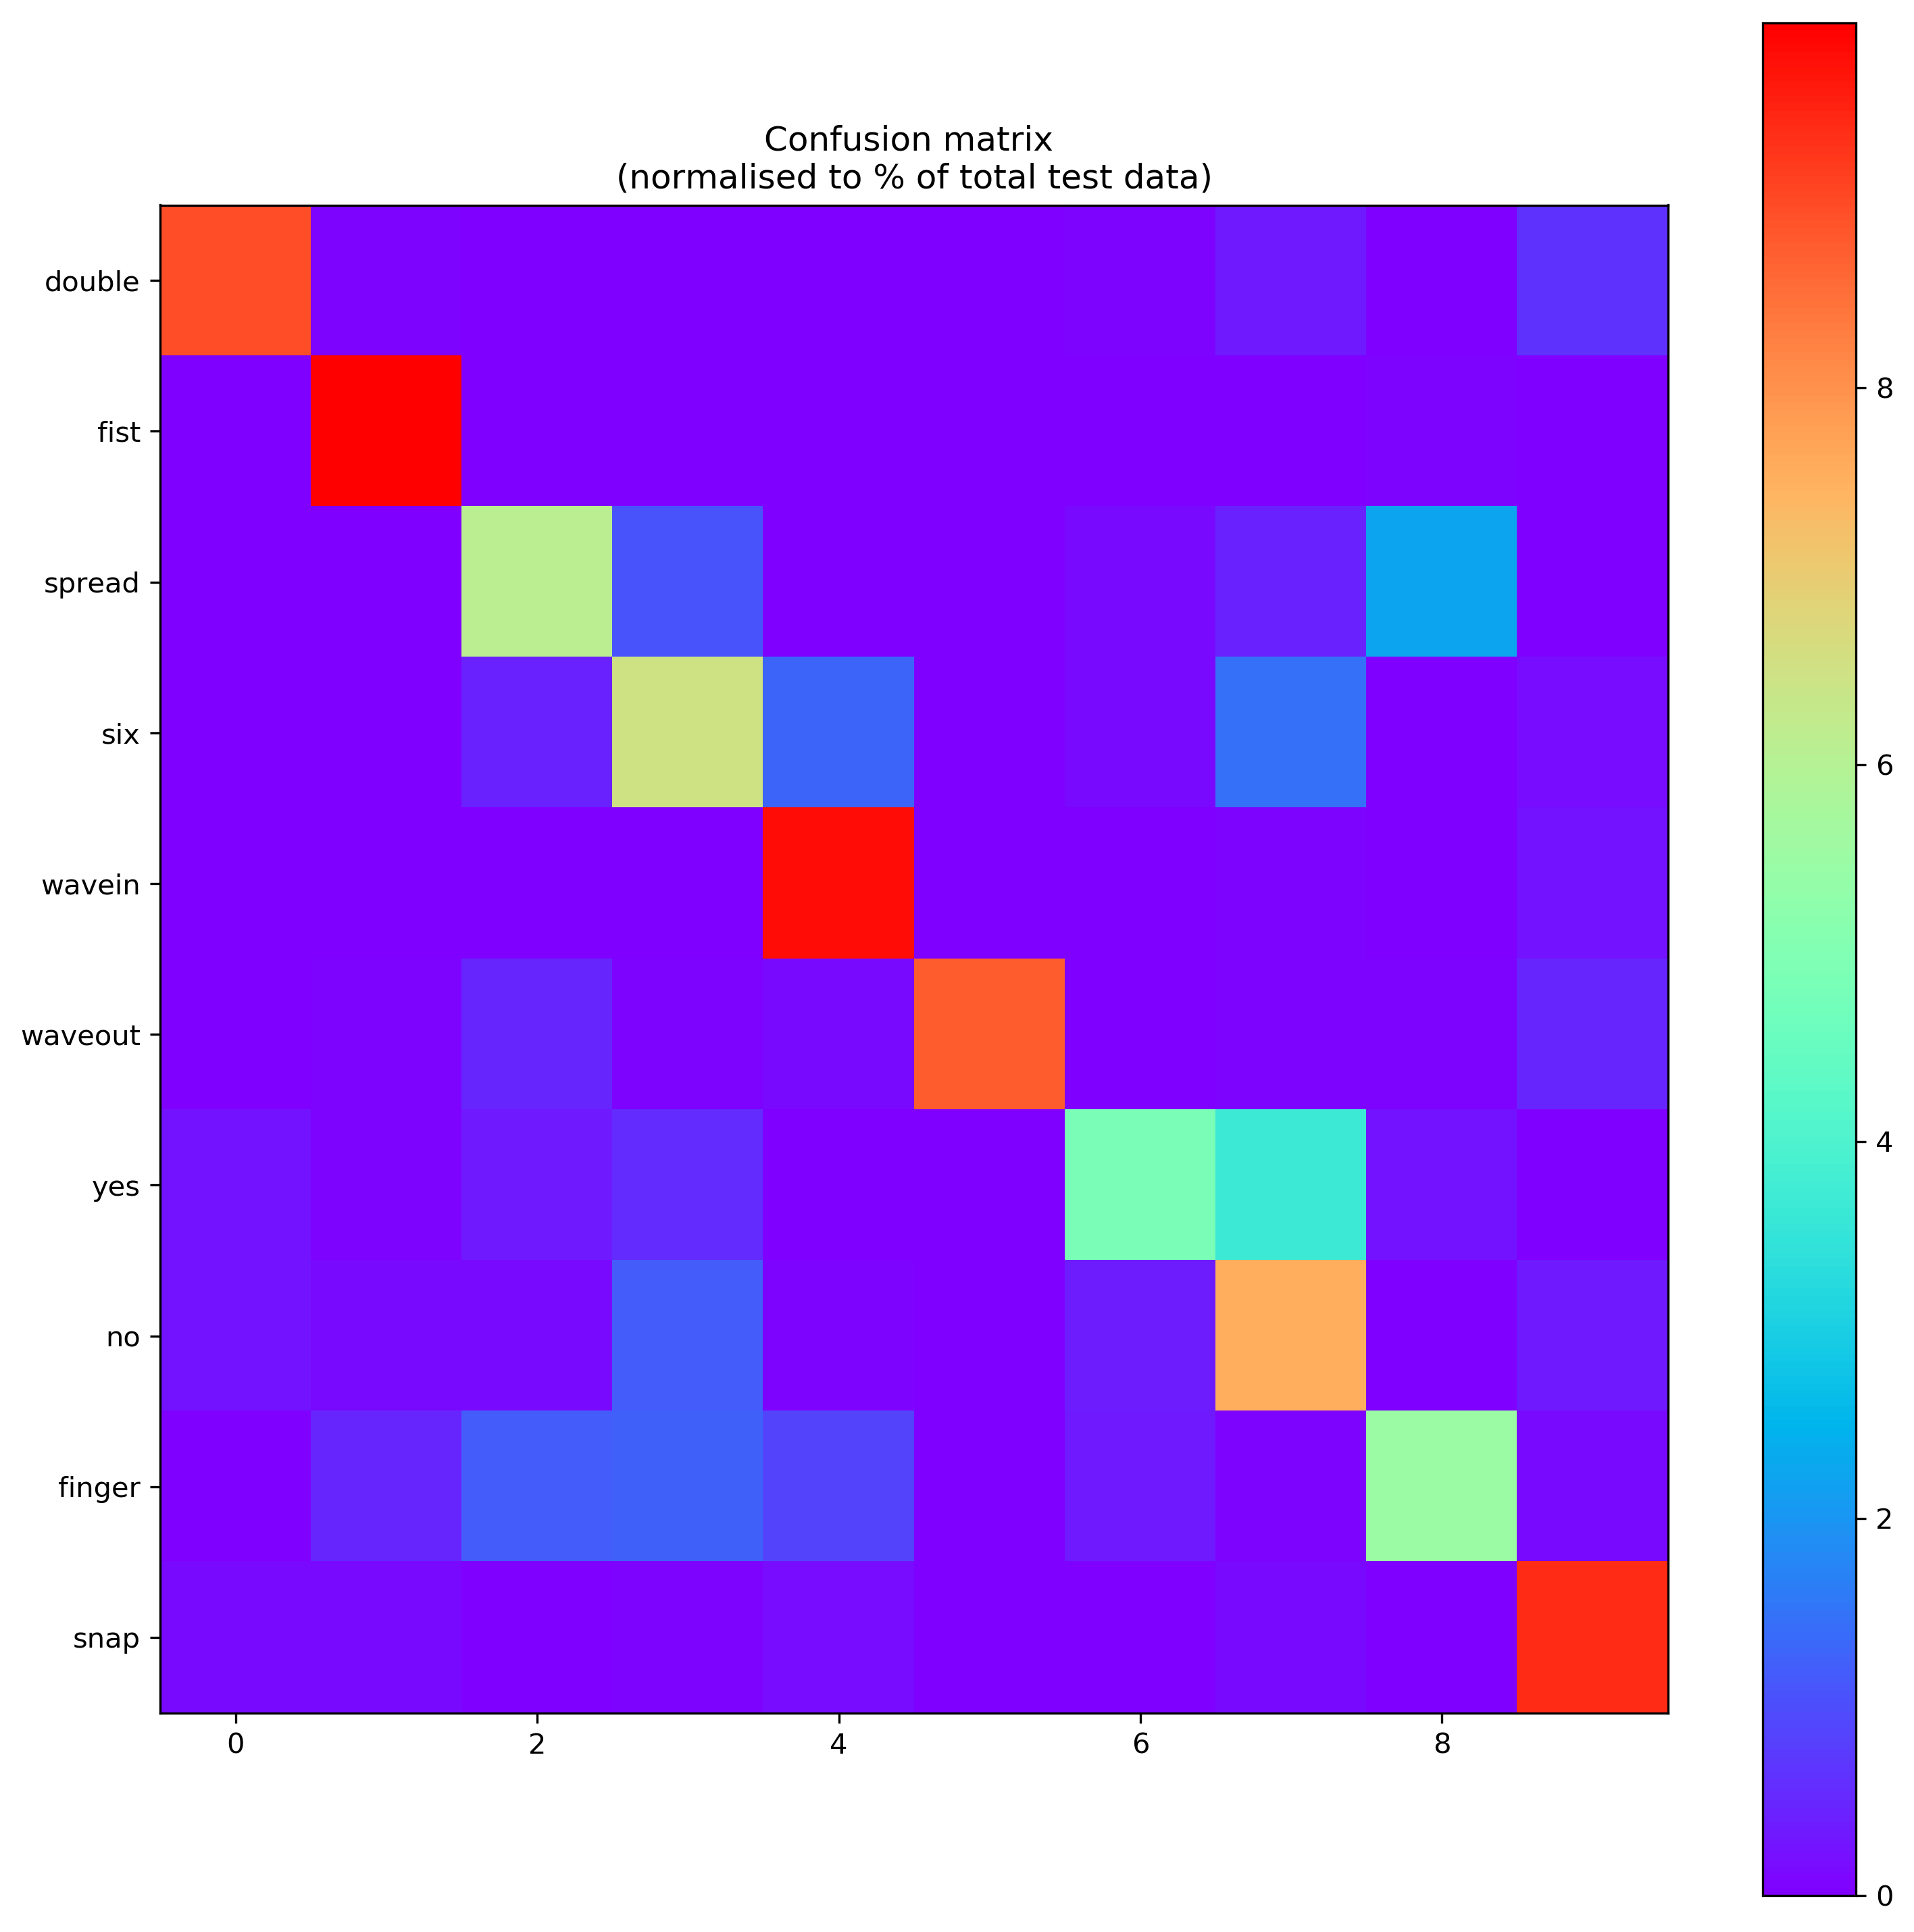 Confusion matrix
(normalised to % of total test data)
double
fist
spread
six
wavein
waveout
yes
no
finger
snap
0 2 4 6 8
8
6
4
2
0